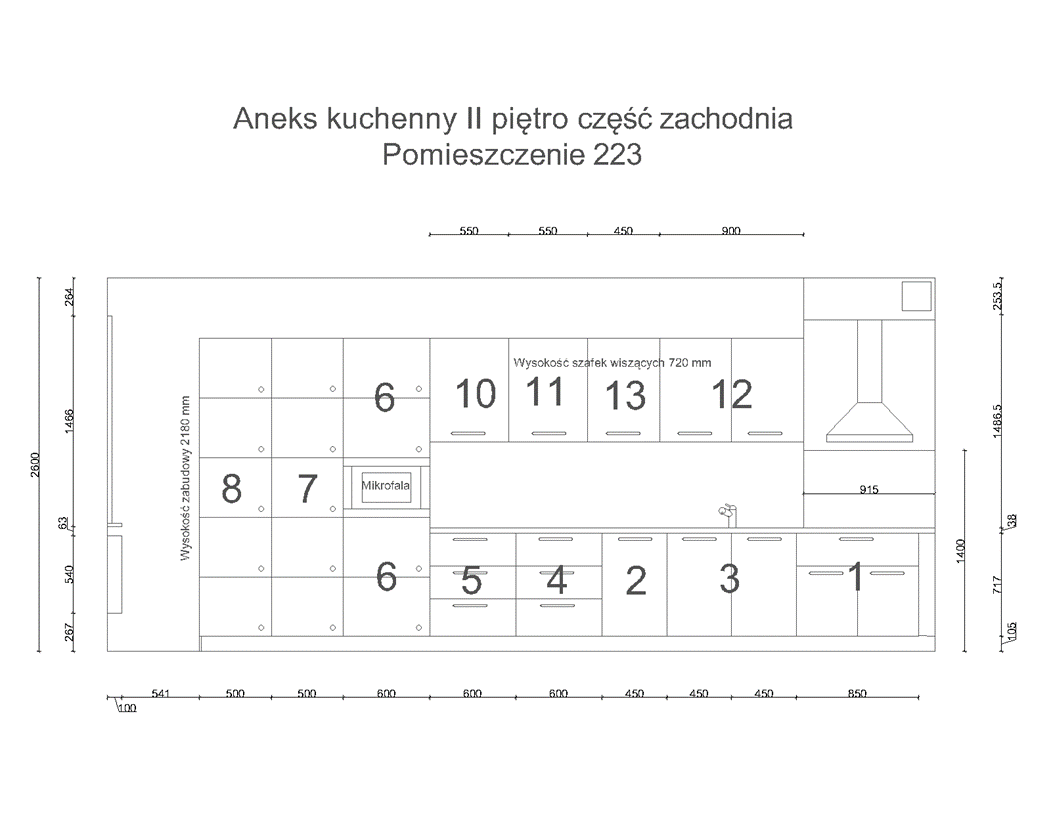 Aneks kuchenny II piętro część zachodnia
Pomieszczenie 223
550 550 450 900
264
1466
2600
63
540
267
Wysokość zabudowy 2180 mm
Wysokość szafek wiszących 720 mm
6 10 11 13 12
8 7 Mikrofala
6 5 4 2 3 1
915
1400
253.5
1486.5
38
717
105
541 500 500 600 600 600 450 450 450 850
100